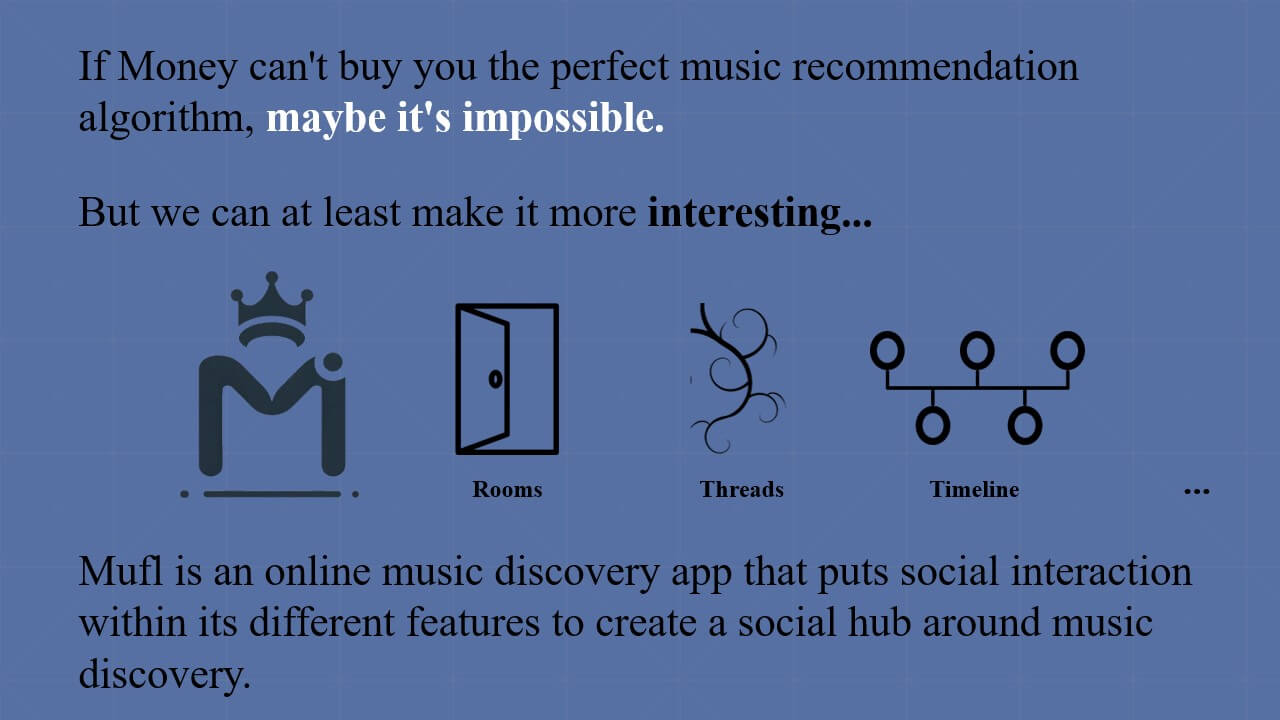 If Money can't buy you the perfect music recommendation
algorithm, maybe it's impossible.
But we can at least make it more interesting...
M
Rooms
Threads
Timeline
...
Mufl is an online music discovery app that puts social interaction
within its different features to create a social hub around music
discovery.